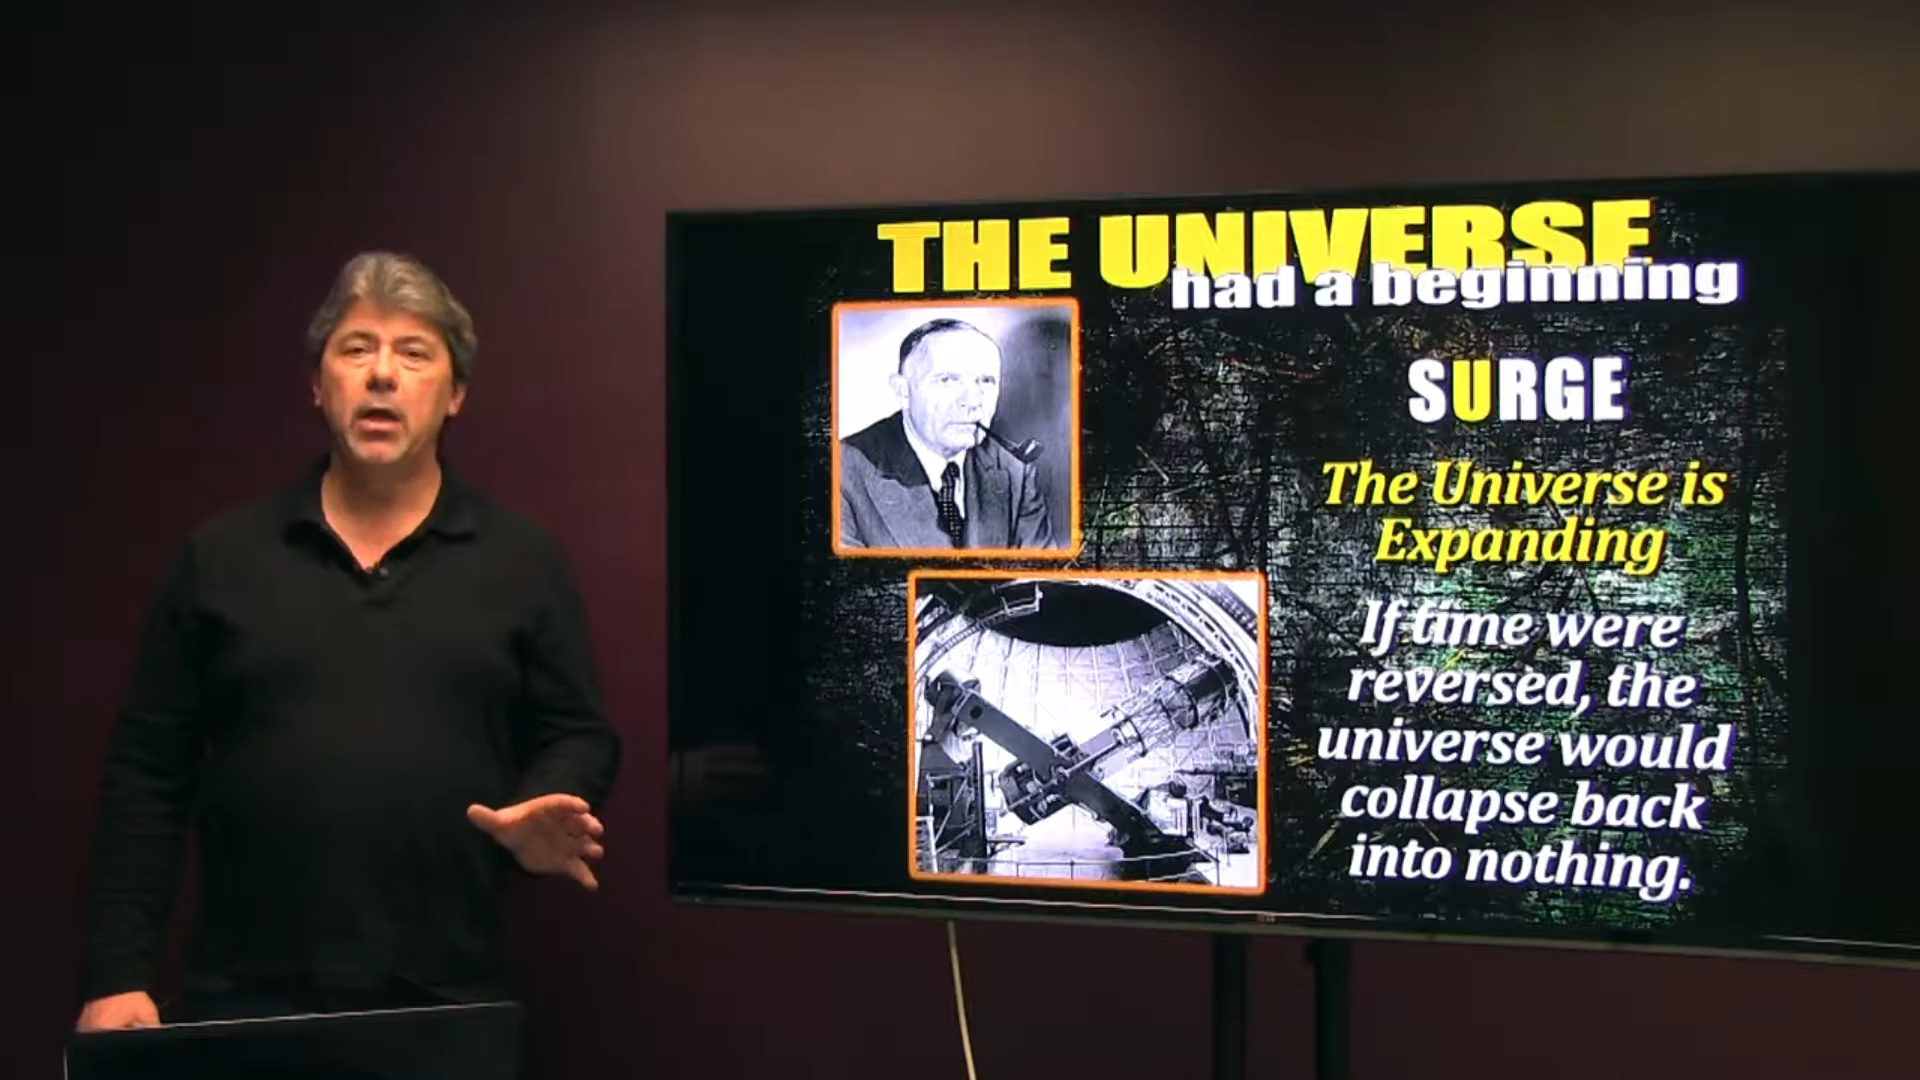 THE UNIVERSE
had a beginning
SURGE
The Universe is
Expanding
If time were
reversed, the
universe would
collapse back
into nothing.